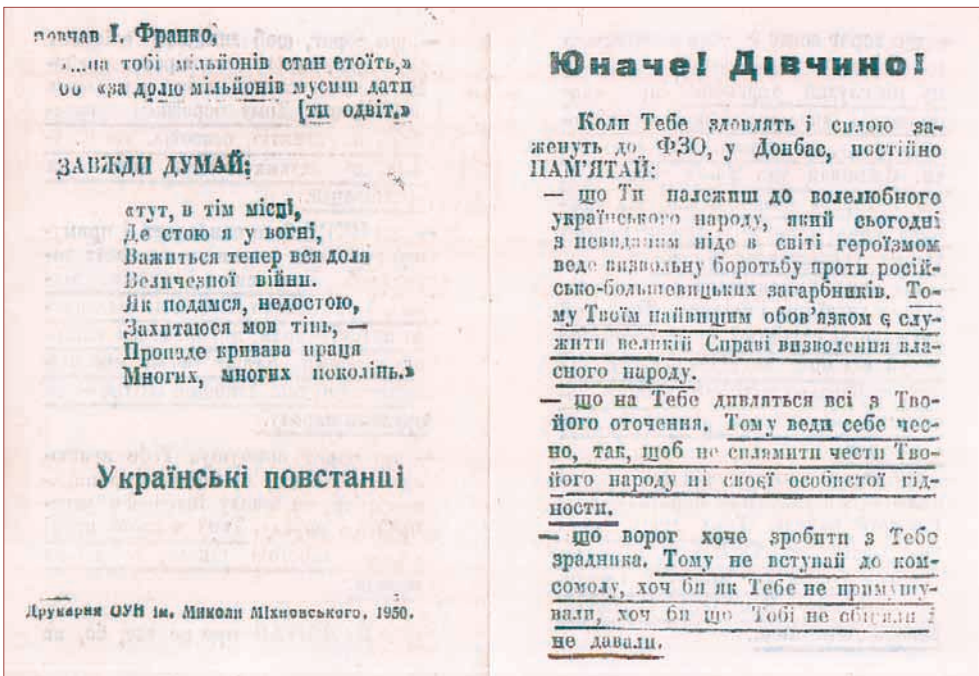 повчав І. Франко,
«...на тобі мільйонів стан стоїть,»
бо «за долю мільйонів мусиш дати
[ти одвіт,»
ЗАВЖДИ ДУМАЙ:
«тут, в тім місці,
Де стою я у вогні,
Важиться тепер вся доля
Величезної війни.
Як подамся, недостою,
Захитаюся мов тінь, —
Пропаде кривава праця
Многих, многих поколінь.»
Українські повстанці
Друкарня ОУН ім. Миколи Міхновського, 1950.
Юначе! Дівчино!
Коли Тебе зловлять і силою за-
женуть до ФЗО, у Донбас, постійно
ПАМ'ЯТАЙ:
— що Ти належиш до волелюбного
українського народу, який сьогодні
з невиданим ніде в світі героїзмом
веде визвольну боротьбу проти росій-
сько-большевицьких загарбників. То-
му Твоїм найвищим обов'язком є слу-
жити великій Справі визволення вла-
сного народу.
— що на Тебе дивляться всі з Тво-
його оточення. Тому веди себе чес-
но, так, щоб не сплямити чести Тво-
його народу ні своєї особистої гід-
ности.
— що ворог хоче зробити з Тебе
зрадника. Тому не вступай до ком-
сомолу, хоч би як Тебе не примушу-
вали, хоч би що Тобі не обіцяли і
не давали.